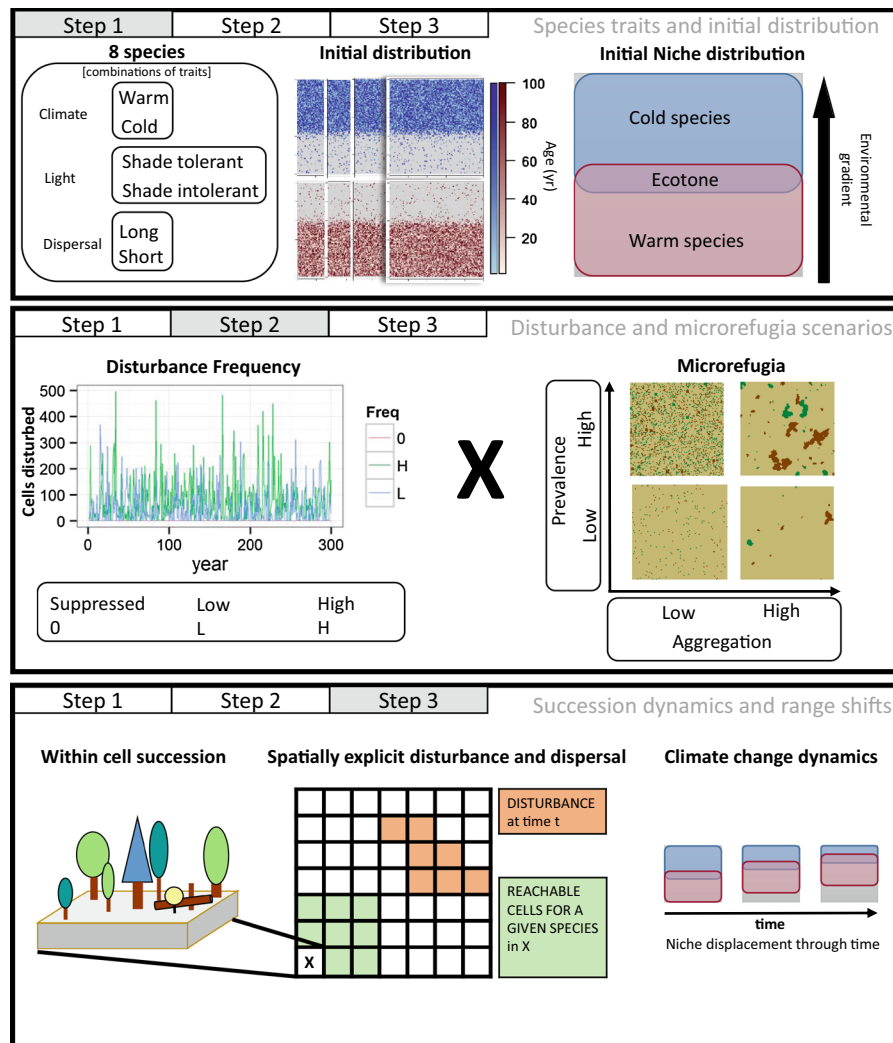 Step 1
Step 2
Step 3
Species traits and initial distribution
8 species
[combinations of traits]
Climate
Warm
Cold
Light
Shade tolerant
Shade intolerant
Dispersal
Long
Short
Initial distribution
100
80
60
40
20
Age (yr)
Initial Niche distribution
Cold species
Ecotone
Warm species
Environmental
gradient
Step 1
Step 2
Step 3
Disturbance and microrefugia scenarios
Disturbance Frequency
Cells disturbed
500
400
300
200
100
0
0
100
200
300
year
Freq
0
H
L
Suppressed
Low
High
0
L
H
X
Microrefugia
Prevalence
High
Low
Low
High
Aggregation
Step 1
Step 2
Step 3
Succession dynamics and range shifts
Within cell succession
Spatially explicit disturbance and dispersal
X
DISTURBANCE
at time t
REACHABLE
CELLS FOR A
GIVEN SPECIES
in X
Climate change dynamics
time
Niche displacement through time